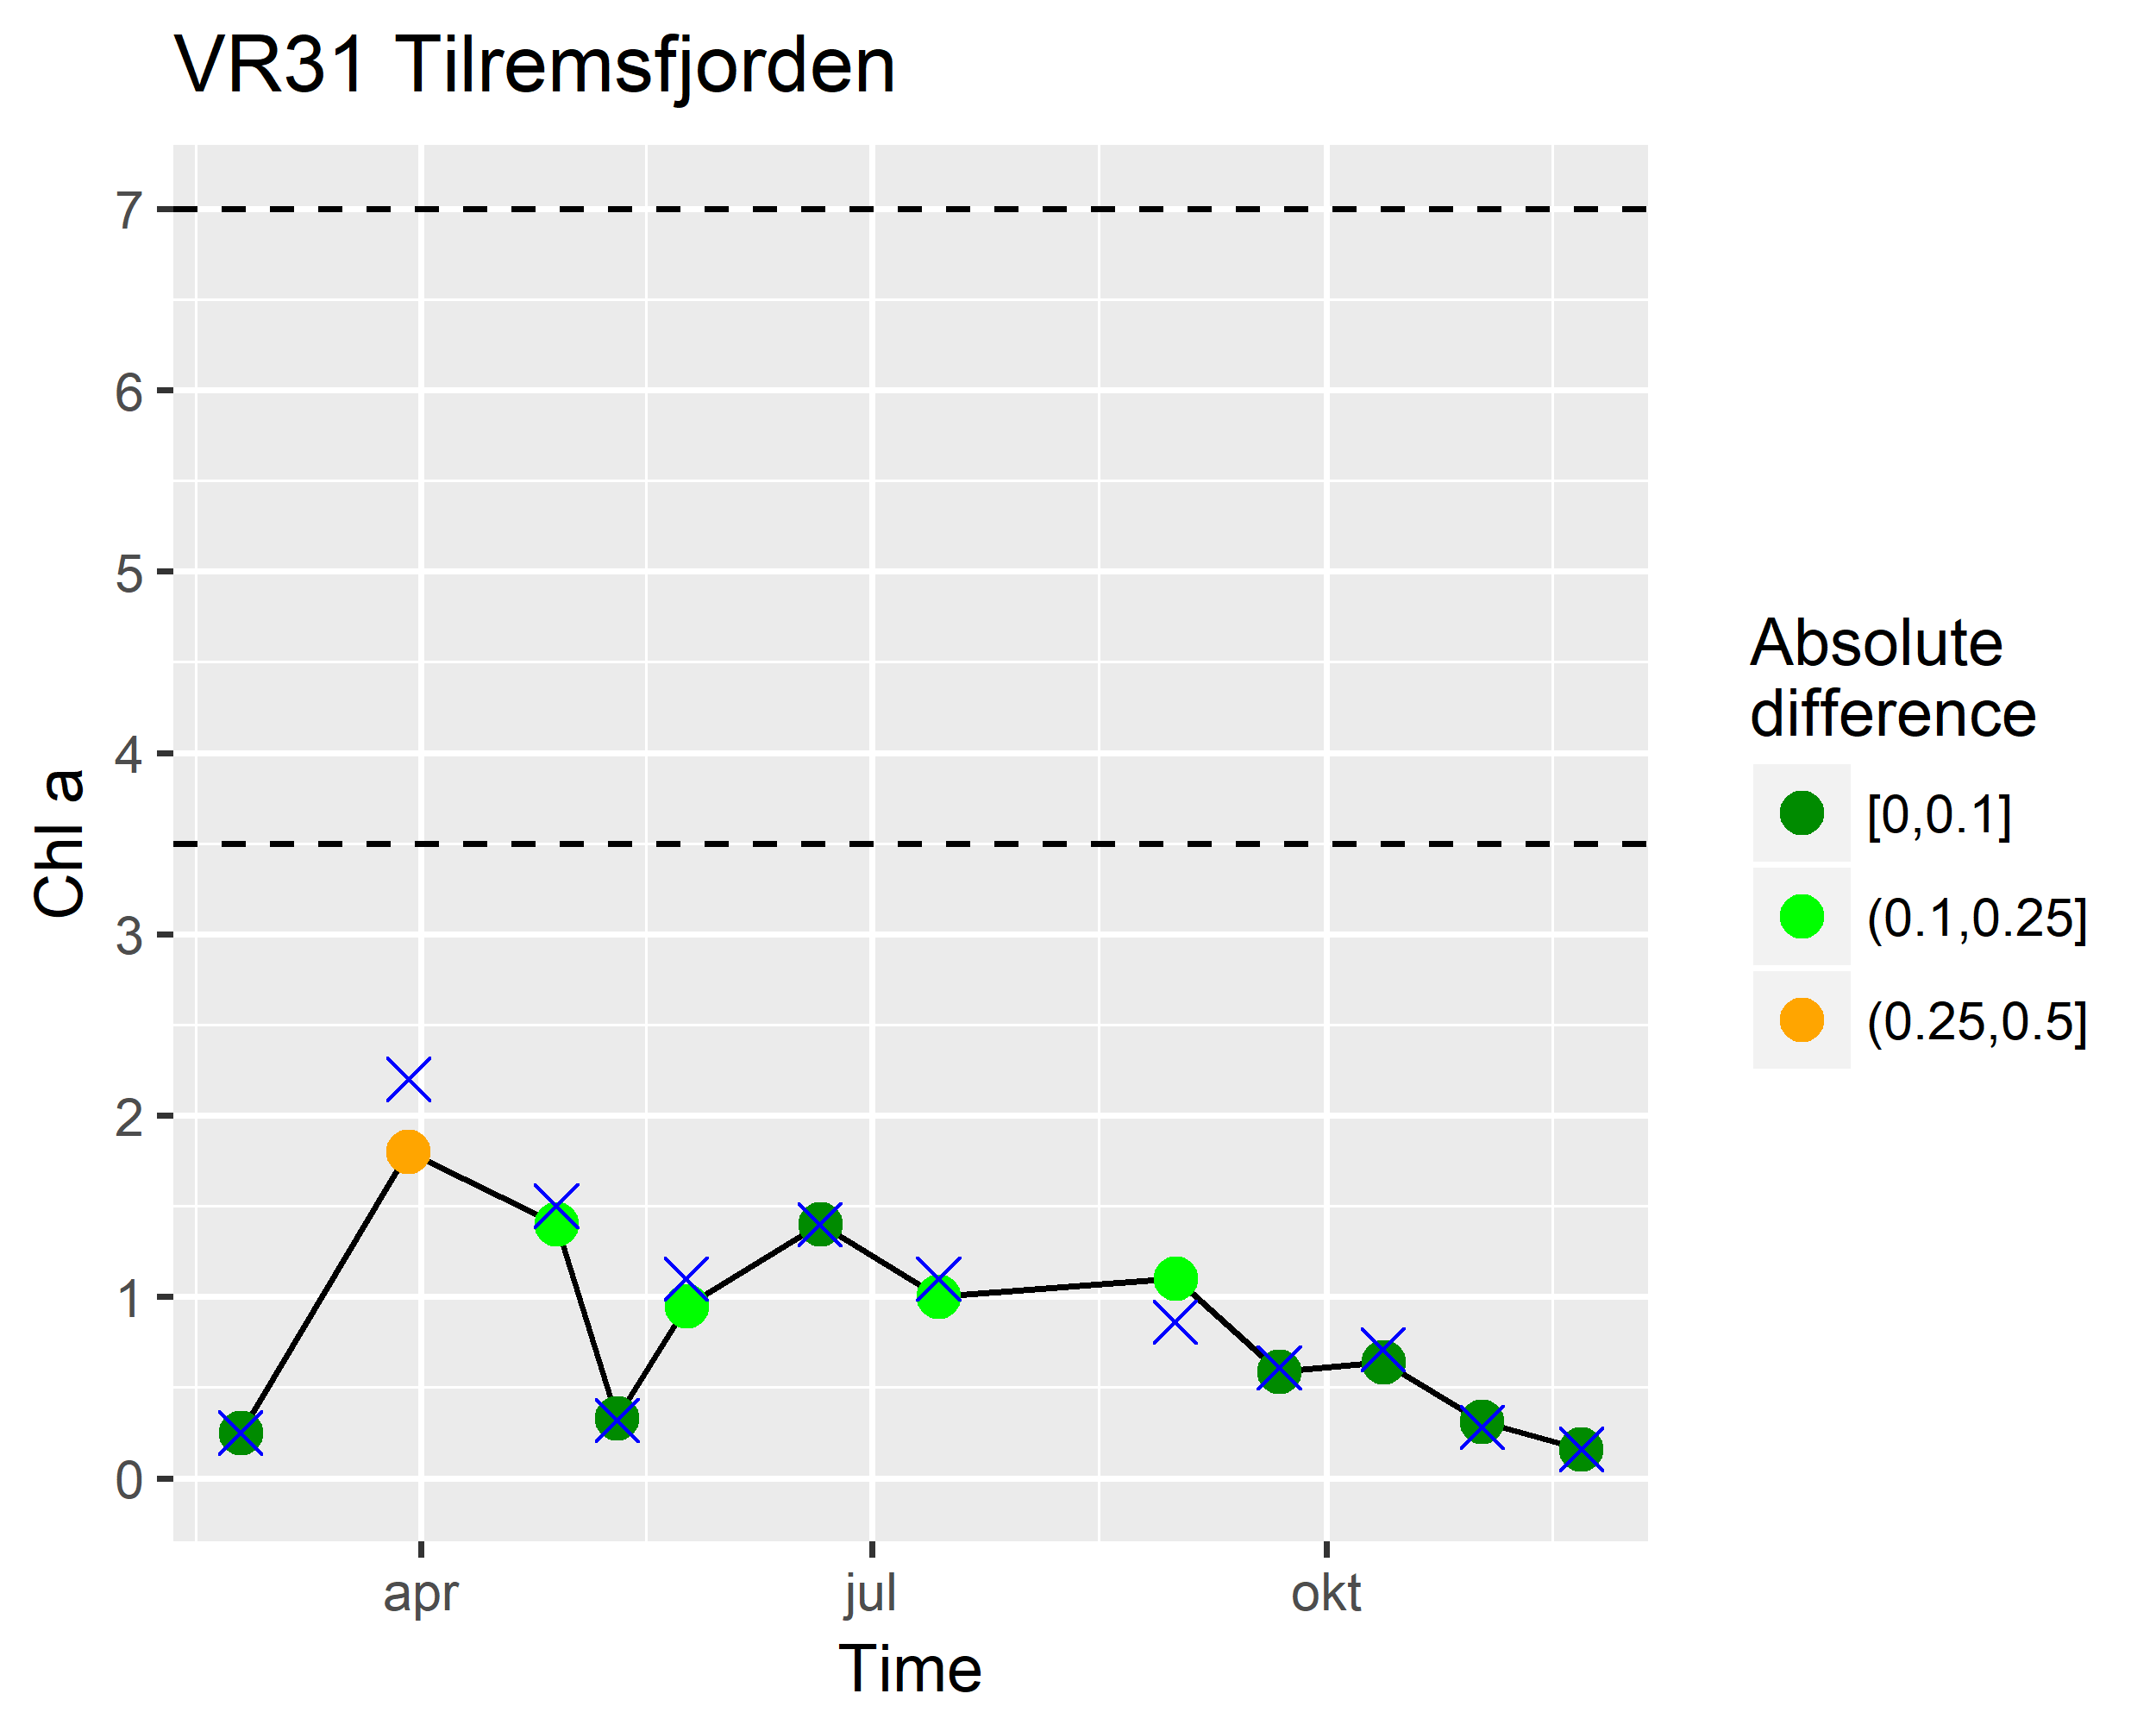 VR31 Tilremsfjorden
7
6
5
4
3
2
1
0
Chl a
apr
jul
okt
Time
Absolute
difference
[0,0.1]
(0.1,0.25]
(0.25,0.5]